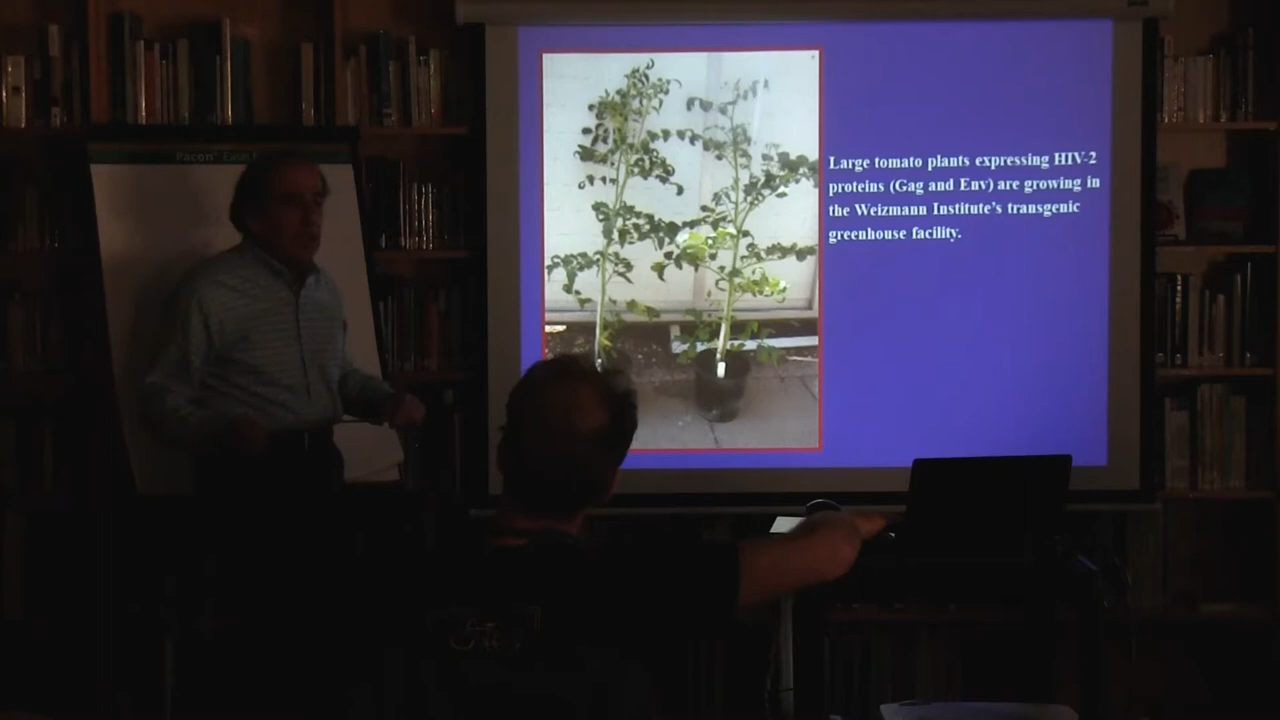 Pacon®
Large tomato plants expressing HIV-2
proteins (Gag and Env) are growing in
the Weizmann Institute’s transgenic
greenhouse facility.